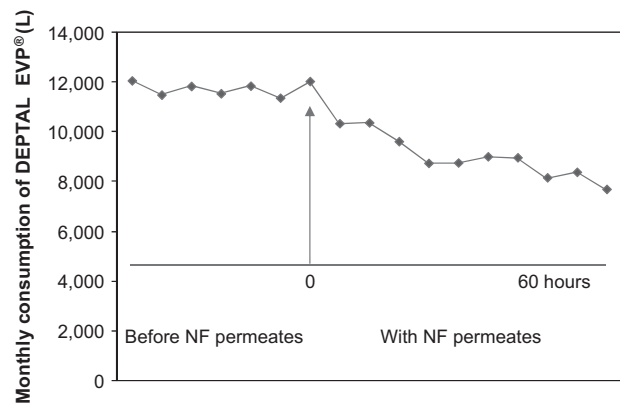 Monthly consumption of DEPTAL EVP® (L)
14,000
12,000
10,000
8,000
6,000
4,000
2,000
0
0
60 hours
Before NF permeates
With NF permeates